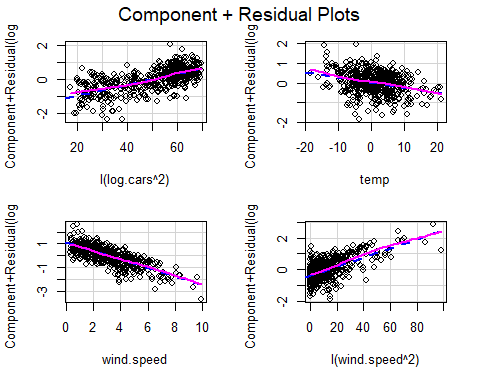 Component + Residual Plots
Component+Residual(log
2
0
-2
20 40 60
I(log.cars^2)
Component+Residual(log
2
1
0
-2
-20 -10 0 10 20
temp
Component+Residual(log
1
-1
-3
0 2 4 6 8 10
wind.speed
Component+Residual(log
2
0
-2
0 20 40 60 80
I(wind.speed^2)